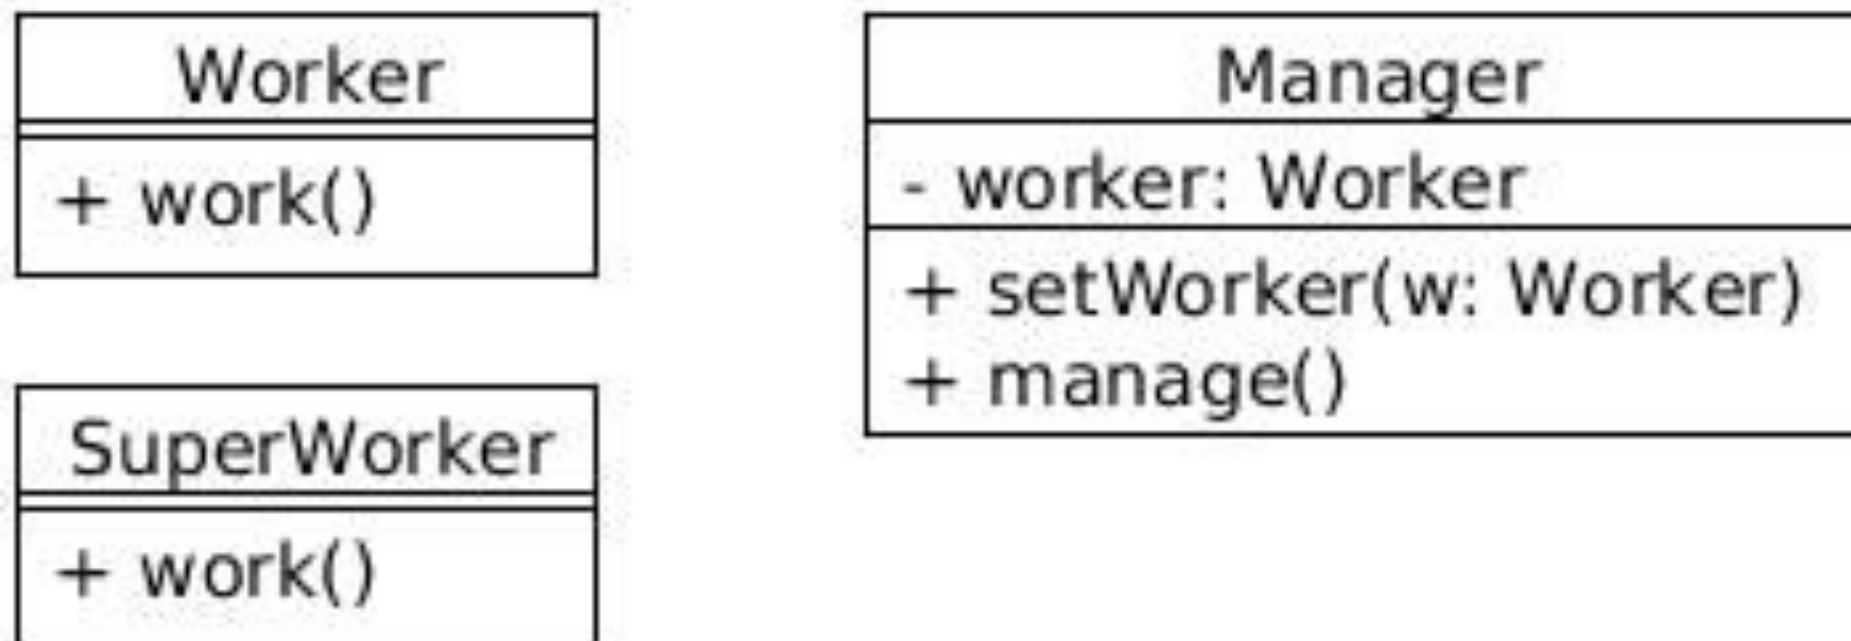 Worker
+ work()
SuperWorker
+ work()
Manager
- worker: Worker
+ setWorker(w: Worker)
+ manage()